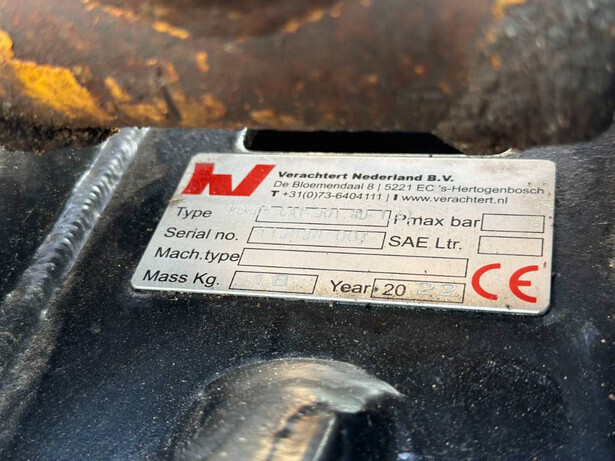 Verachtert Nederland B.V.
De Bloemendaal 8 | 5221 EC 's-Hertogenbosch
T +31(0)73-6404111 | I www.verachtert.nl
Type Pmax bar
Serial no. SAE Ltr.
Mach.type
Mass Kg. Year 20 22
CE